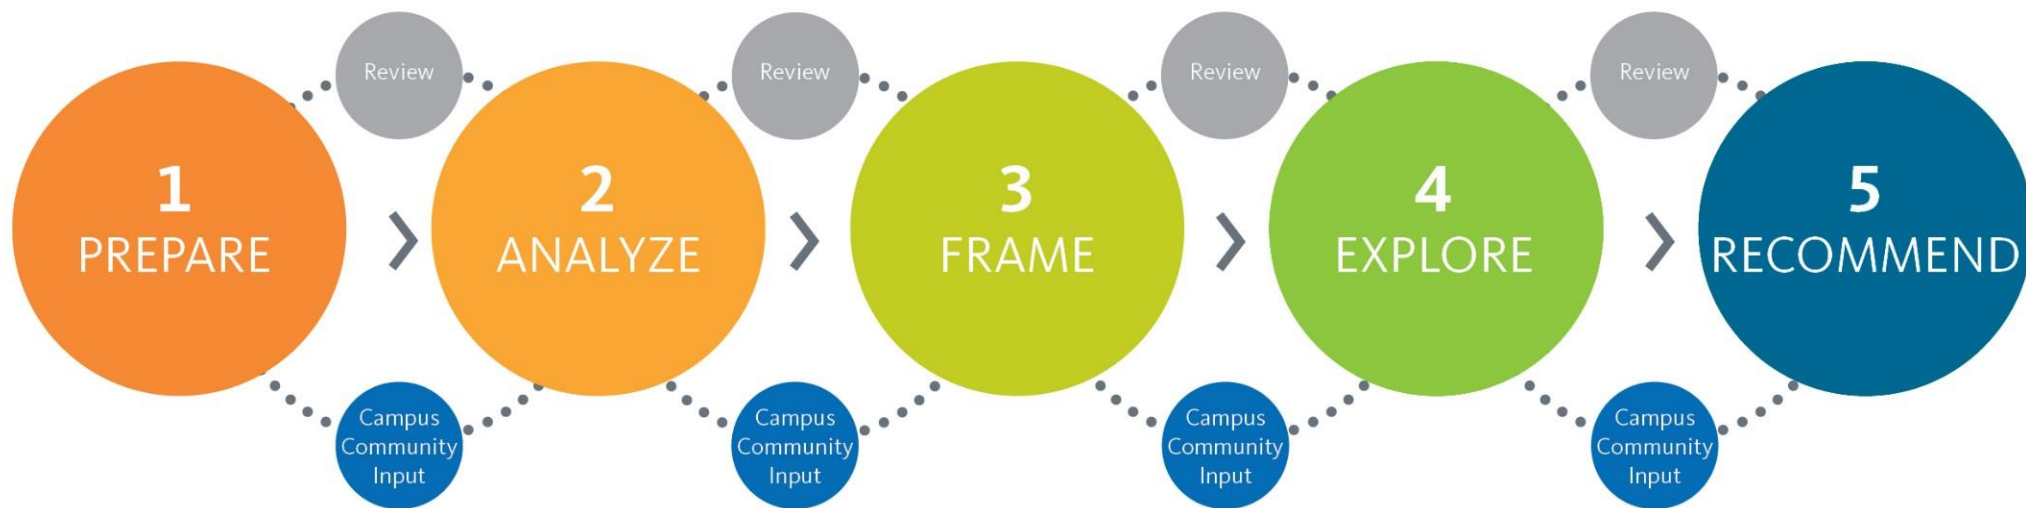 Review
Review
Review
Review
1
PREPARE
2
ANALYZE
3
FRAME
4
EXPLORE
5
RECOMMEND
Campus
Community
Input
Campus
Community
Input
Campus
Community
Input
Campus
Community
Input